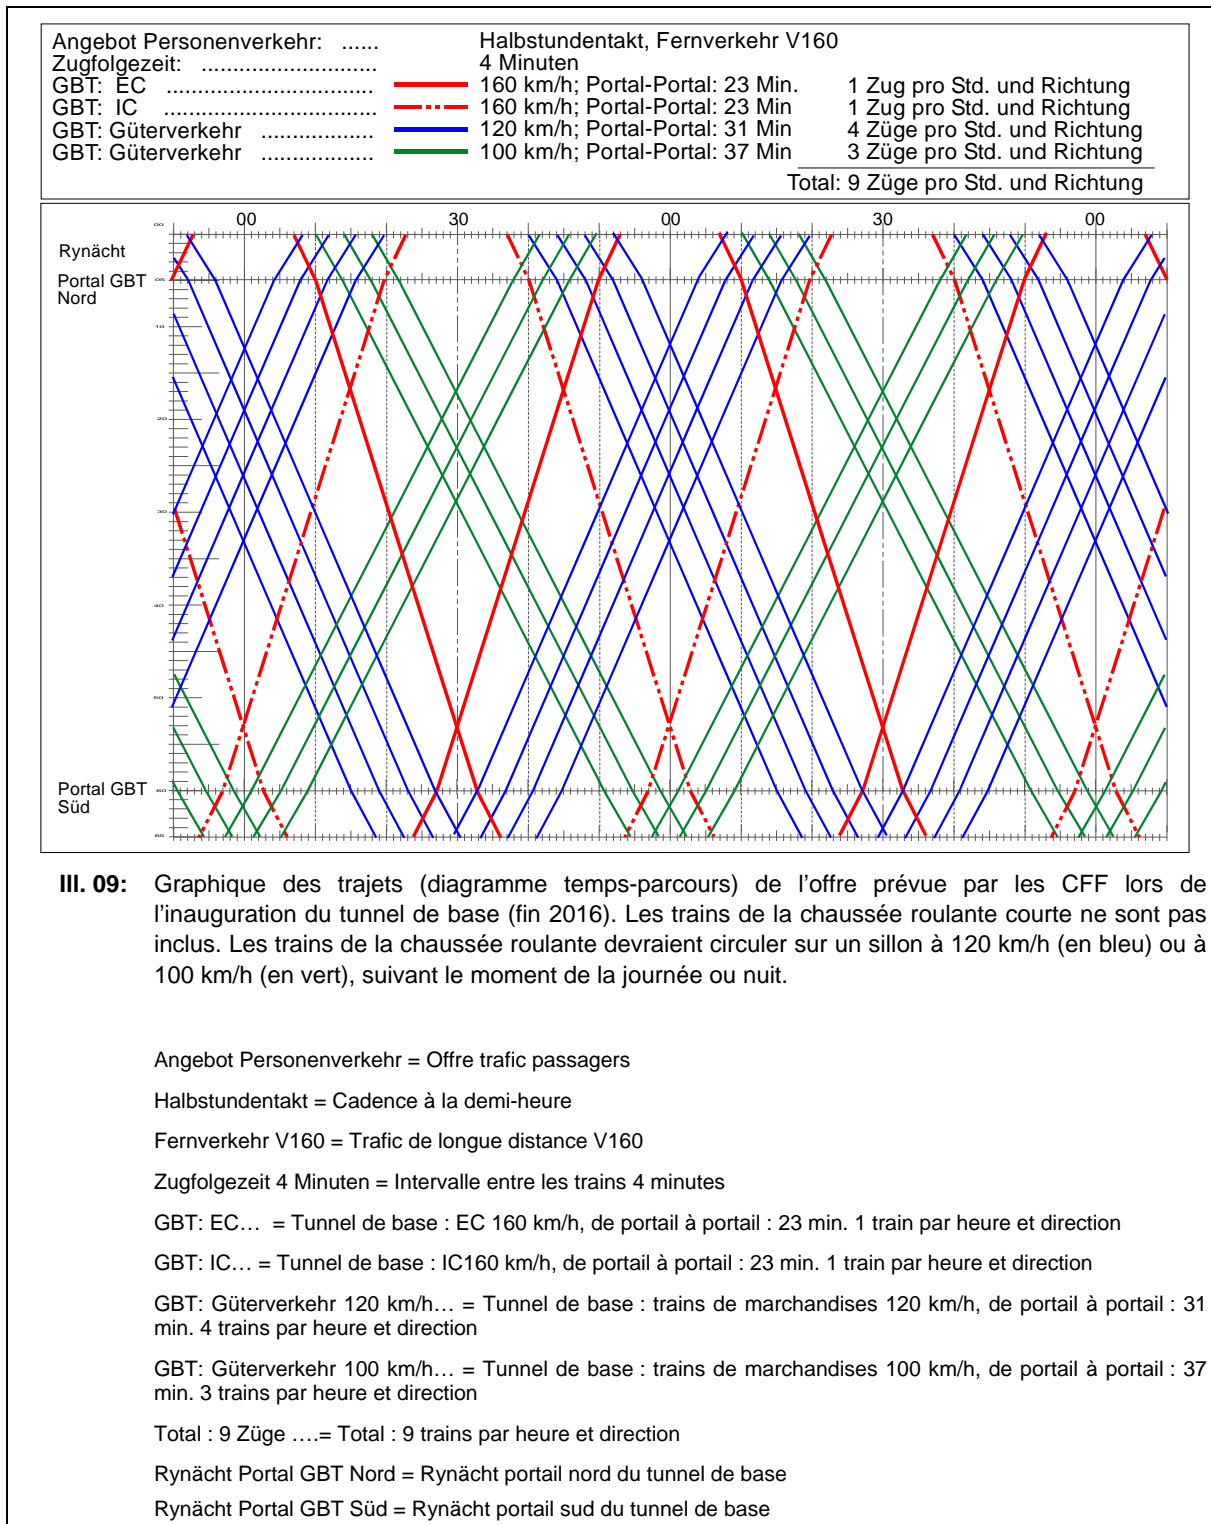 Angebot Personenverkehr: ...... Halbstundentakt, Fernverkehr V160
Zugfolgezeit: ............................ 4 Minuten
GBT: EC ................................. 160 km/h; Portal-Portal: 23 Min. 1 Zug pro Std. und Richtung
GBT: IC .................................. 160 km/h; Portal-Portal: 23 Min 1 Zug pro Std. und Richtung
GBT: Güterverkehr .................. 120 km/h; Portal-Portal: 31 Min 4 Züge pro Std. und Richtung
GBT: Güterverkehr .................. 100 km/h; Portal-Portal: 37 Min 3 Züge pro Std. und Richtung
Total: 9 Züge pro Std. und Richtung
00 30 00 30 00
00
Rynächt
Portal GBT
Nord
05
10
20
30
40
50
Portal GBT
Süd
60
65
Ill. 09: Graphique des trajets (diagramme temps-parcours) de l'offre prévue par les CFF lors de
l'inauguration du tunnel de base (fin 2016). Les trains de la chaussée roulante courte ne sont pas
inclus. Les trains de la chaussée roulante devraient circuler sur un sillon à 120 km/h (en bleu) ou à
100 km/h (en vert), suivant le moment de la journée ou nuit.
Angebot Personenverkehr = Offre trafic passagers
Halbstundentakt = Cadence à la demi-heure
Fernverkehr V160 = Trafic de longue distance V160
Zugfolgezeit 4 Minuten = Intervalle entre les trains 4 minutes
GBT: EC… = Tunnel de base : EC 160 km/h, de portail à portail : 23 min. 1 train par heure et direction
GBT: IC… = Tunnel de base : IC160 km/h, de portail à portail : 23 min. 1 train par heure et direction
GBT: Güterverkehr 120 km/h… = Tunnel de base : trains de marchandises 120 km/h, de portail à portail : 31
min. 4 trains par heure et direction
GBT: Güterverkehr 100 km/h… = Tunnel de base : trains de marchandises 100 km/h, de portail à portail : 37
min. 3 trains par heure et direction
Total : 9 Züge ….= Total : 9 trains par heure et direction
Rynächt Portal GBT Nord = Rynächt portail nord du tunnel de base
Rynächt Portal GBT Süd = Rynächt portail sud du tunnel de base